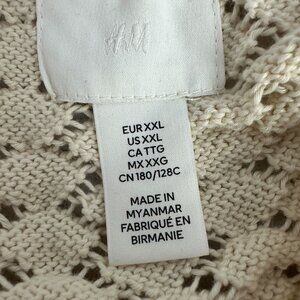 H&M
EUR XXL
US XXL
CA TTG
MX XXG
CN 180/128C
MADE IN
MYANMAR
FABRIQUÉ EN
BIRMANIE